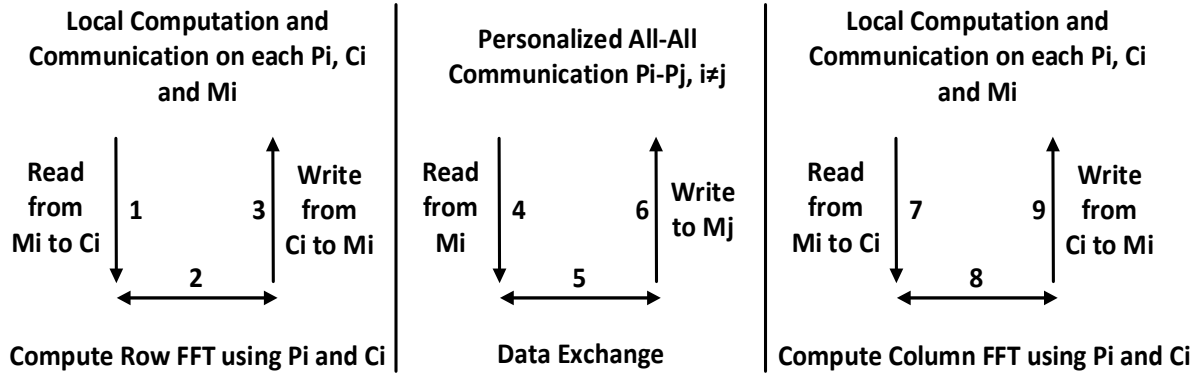 Local Computation and
Communication on each Pi, Ci
and Mi
Read
from
Mi to Ci
1
3
Write
from
Ci to Mi
2
Compute Row FFT using Pi and Ci
Personalized All-All
Communication Pi-Pj, i≠j
Read
from
Mi
4
6
Write
to Mj
5
Data Exchange
Local Computation and
Communication on each Pi, Ci
and Mi
Read
from
Mi to Ci
7
9
Write
from
Ci to Mi
8
Compute Column FFT using Pi and Ci